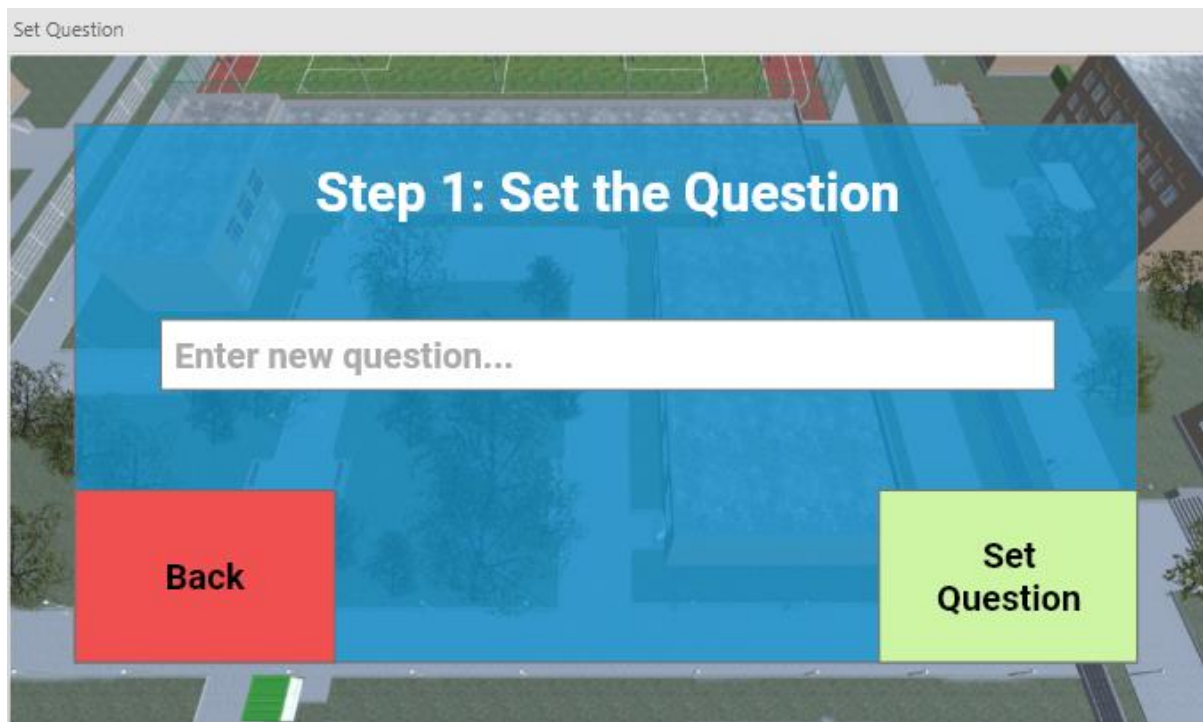 Set Question
Step 1: Set the Question
Enter new question...
Back
Set
Question